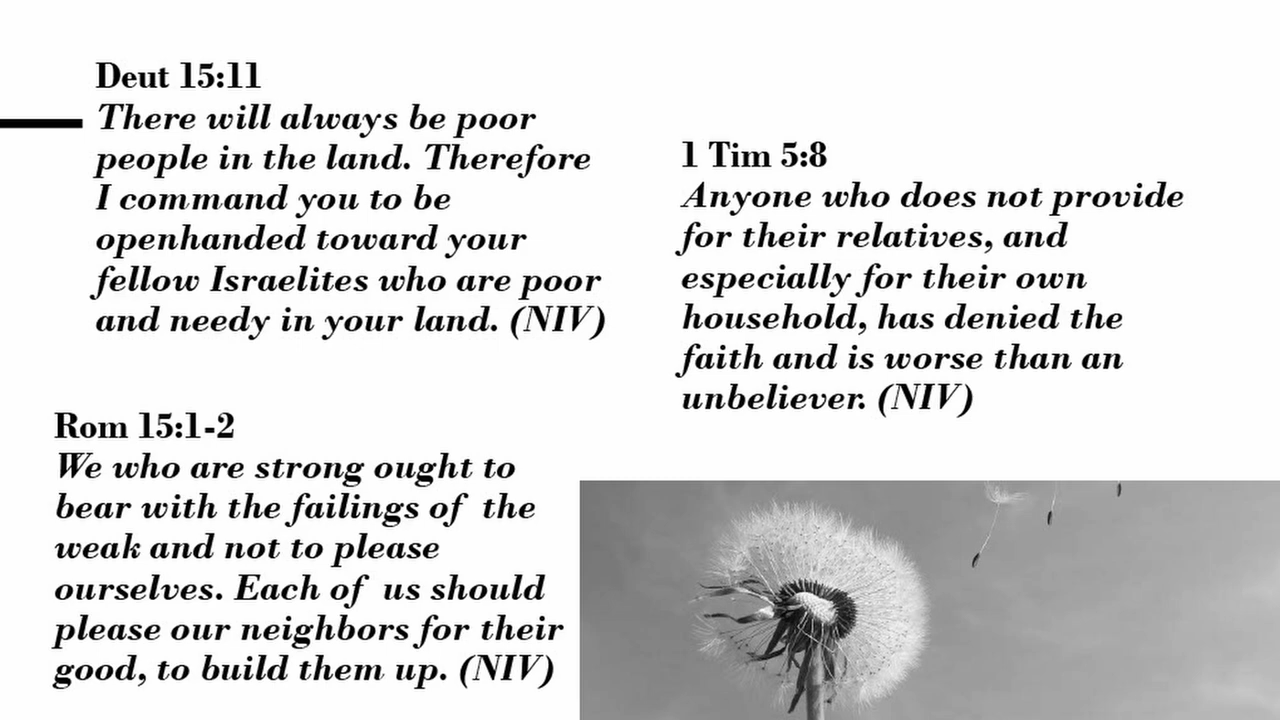 Deut 15:11
There will always be poor
people in the land. Therefore
I command you to be
openhanded toward your
fellow Israelites who are poor
and needy in your land. (NIV)
Rom 15:1-2
We who are strong ought to
bear with the failings of the
weak and not to please
ourselves. Each of us should
please our neighbors for their
good, to build them up. (NIV)
1 Tim 5:8
Anyone who does not provide
for their relatives, and
especially for their own
household, has denied the
faith and is worse than an
unbeliever. (NIV)